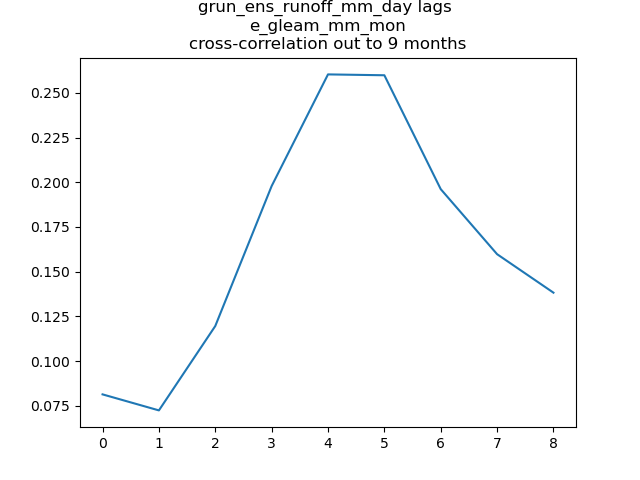 grun_ens_runoff_mm_day lags
e_gleam_mm_mon
cross-correlation out to 9 months
0.250
0.225
0.200
0.175
0.150
0.125
0.100
0.075
0 1 2 3 4 5 6 7 8